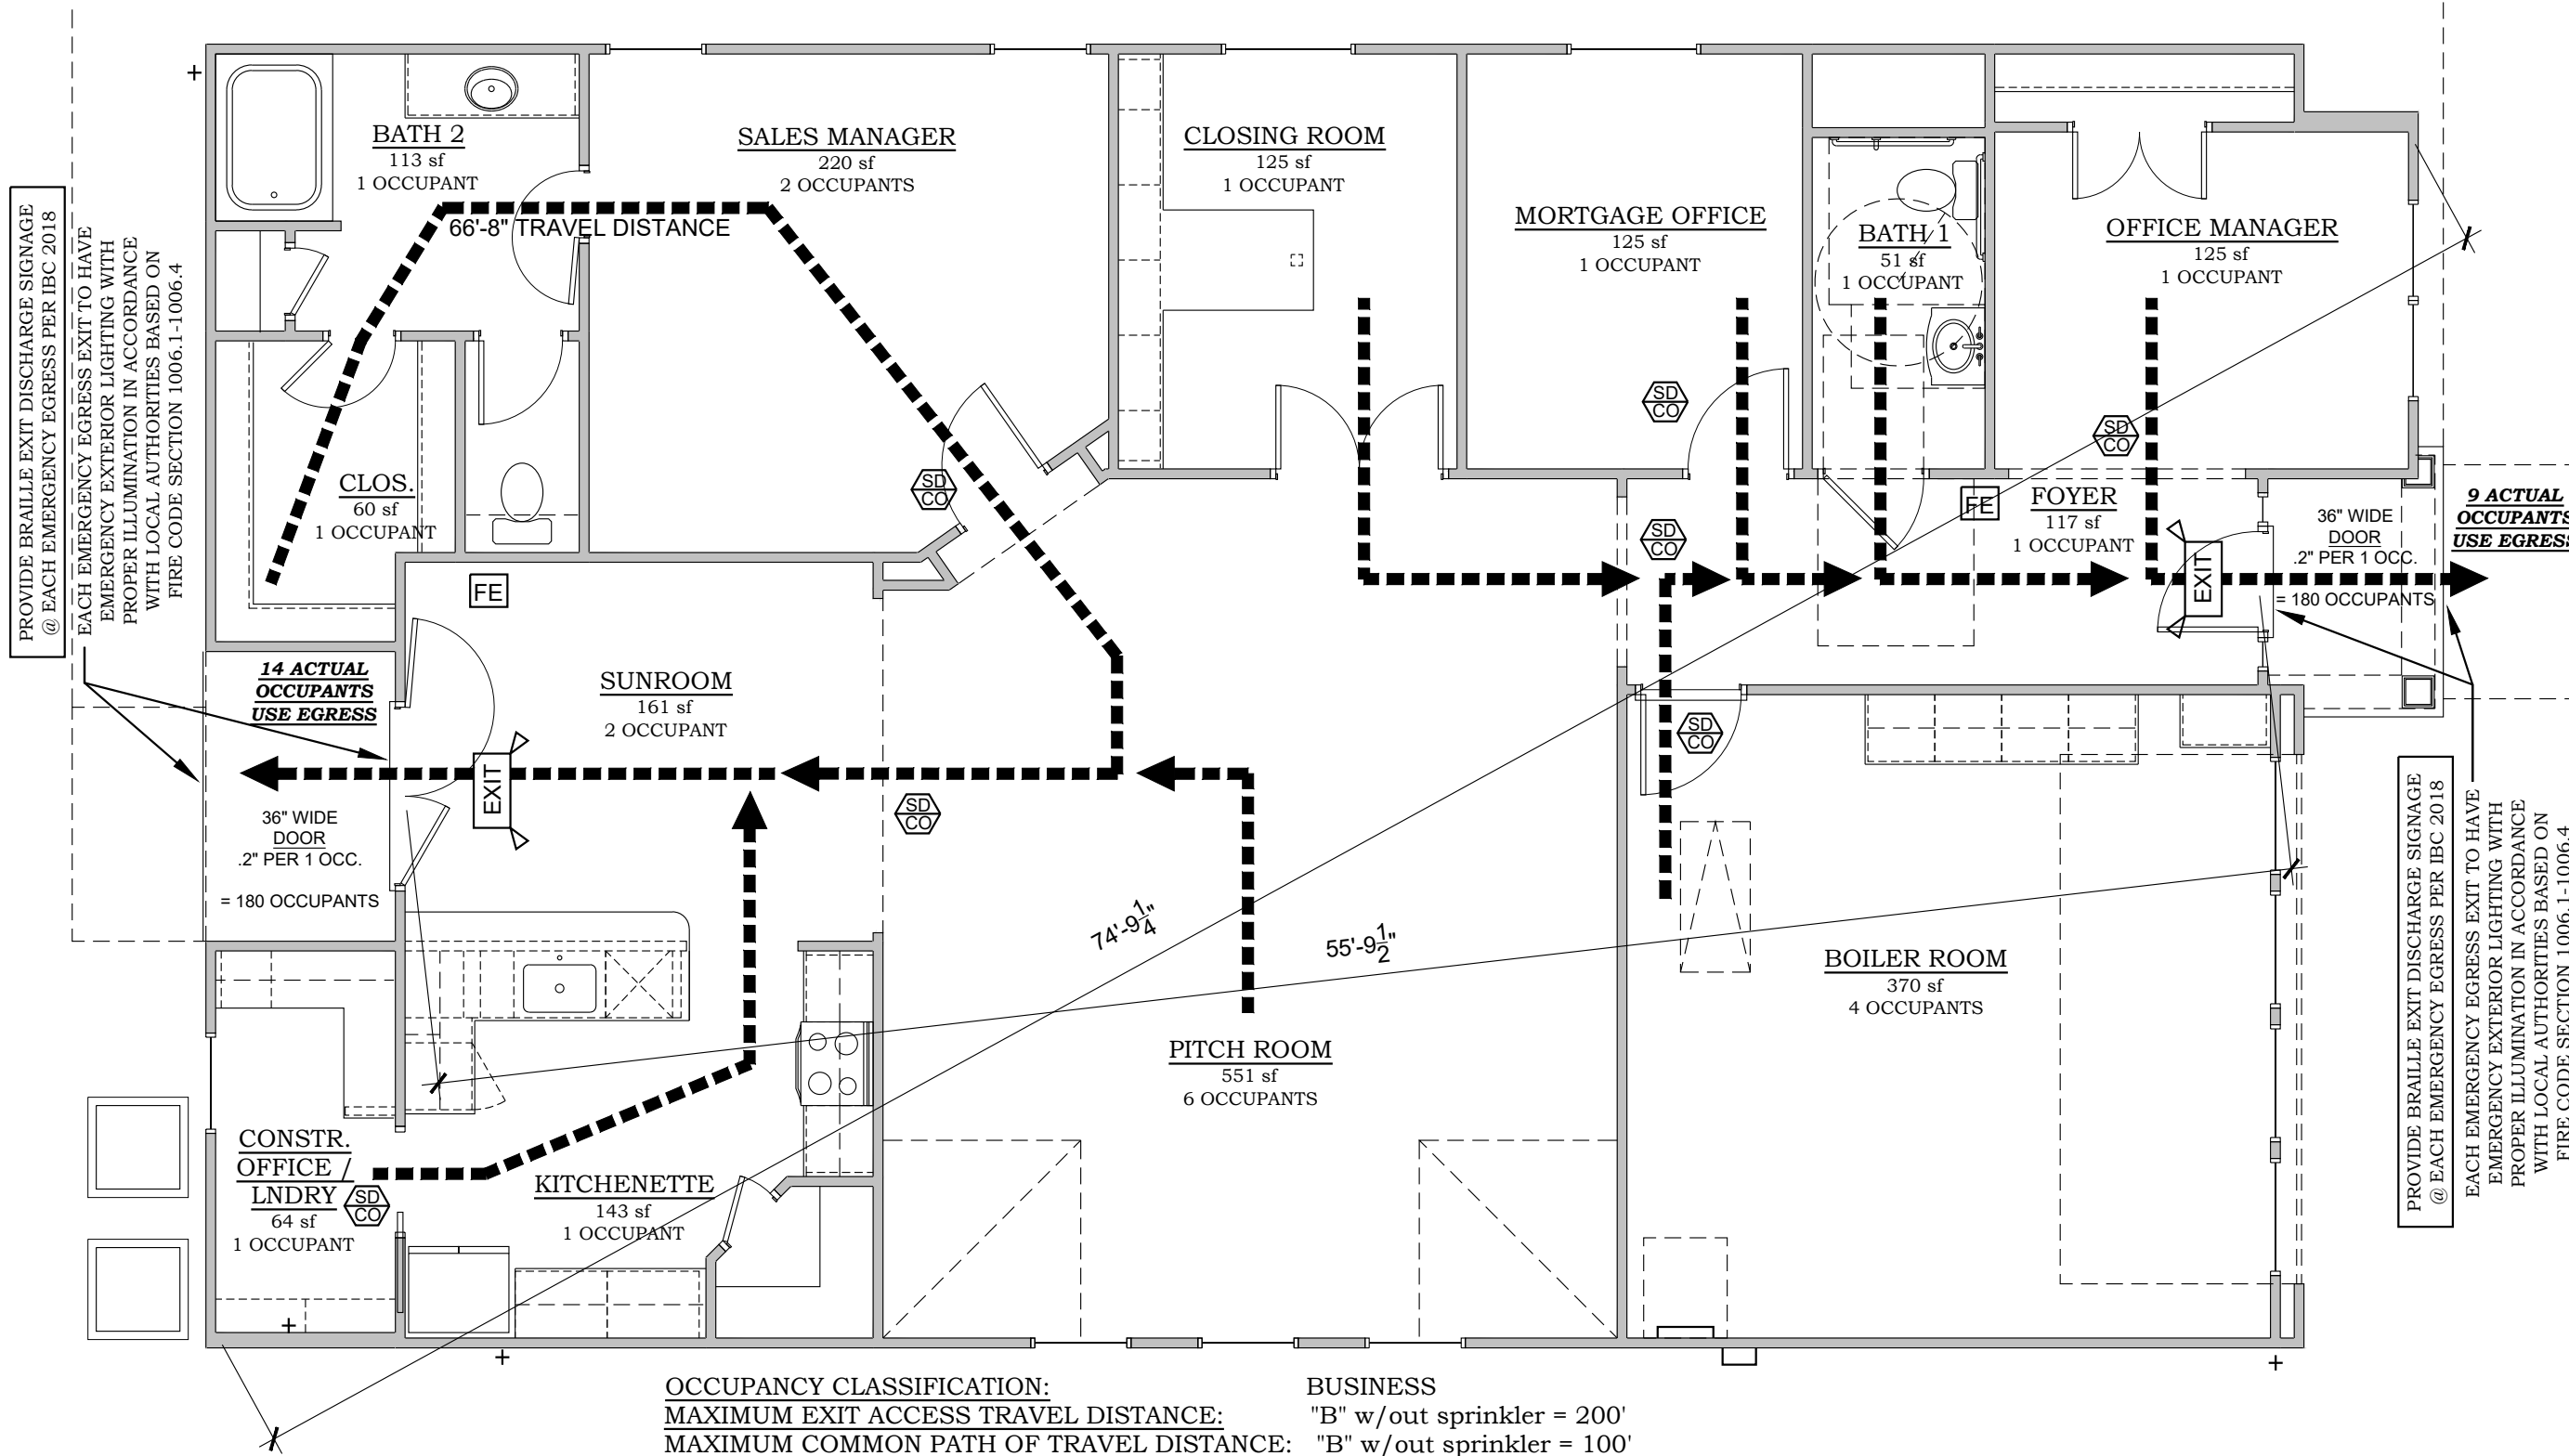 BATH 2
113 sf
1 OCCUPANT
SALES MANAGER
220 sf
2 OCCUPANTS
CLOSING ROOM
125 sf
1 OCCUPANT
MORTGAGE OFFICE
125 sf
1 OCCUPANT
BATH 1
51 sf
1 OCCUPANT
OFFICE MANAGER
125 sf
1 OCCUPANT
66'-8" TRAVEL DISTANCE
PROVIDE BRAILLE EXIT DISCHARGE SIGNAGE
@ EACH EMERGENCY EGRESS PER IBC 2018
EACH EMERGENCY EGRESS EXIT TO HAVE
EMERGENCY EXTERIOR LIGHTING WITH
PROPER ILLUMINATION IN ACCORDANCE
WITH LOCAL AUTHORITIES BASED ON
FIRE CODE SECTION 1006.11-1006.4
SD
CO
SD
CO
SD
CO
SD
CO
CLOS.
60 sf
1 OCCUPANT
FE
FE
FOYER
117 sf
1 OCCUPANT
EXIT
36" WIDE
DOOR
.2" PER 1 OCC.
= 180 OCCUPANTS
9 ACTUAL
OCCUPANTS
USE EGRESS
14 ACTUAL
OCCUPANTS
USE EGRESS
SUNROOM
161 sf
2 OCCUPANT
EXIT
36" WIDE
DOOR
.2" PER 1 OCC.
= 180 OCCUPANTS
SD
CO
SD
CO
74'-9 1/4"
55'-9 1/2"
BOILER ROOM
370 sf
4 OCCUPANTS
PITCH ROOM
551 sf
6 OCCUPANTS
CONSTR.
OFFICE /
LNDRY
64 sf
1 OCCUPANT
SD
CO
KITCHENETTE
143 sf
1 OCCUPANT
PROVIDE BRAILLE EXIT DISCHARGE SIGNAGE
@ EACH EMERGENCY EGRESS PER IBC 2018
EACH EMERGENCY EGRESS EXIT TO HAVE
EMERGENCY EXTERIOR LIGHTING WITH
PROPER ILLUMINATION IN ACCORDANCE
WITH LOCAL AUTHORITIES BASED ON
FIRE CODE SECTION 1006.1-1006.4
OCCUPANCY CLASSIFICATION: BUSINESS
MAXIMUM EXIT ACCESS TRAVEL DISTANCE: "B" w/out sprinkler = 200'
MAXIMUM COMMON PATH OF TRAVEL DISTANCE: "B" w/out sprinkler = 100'